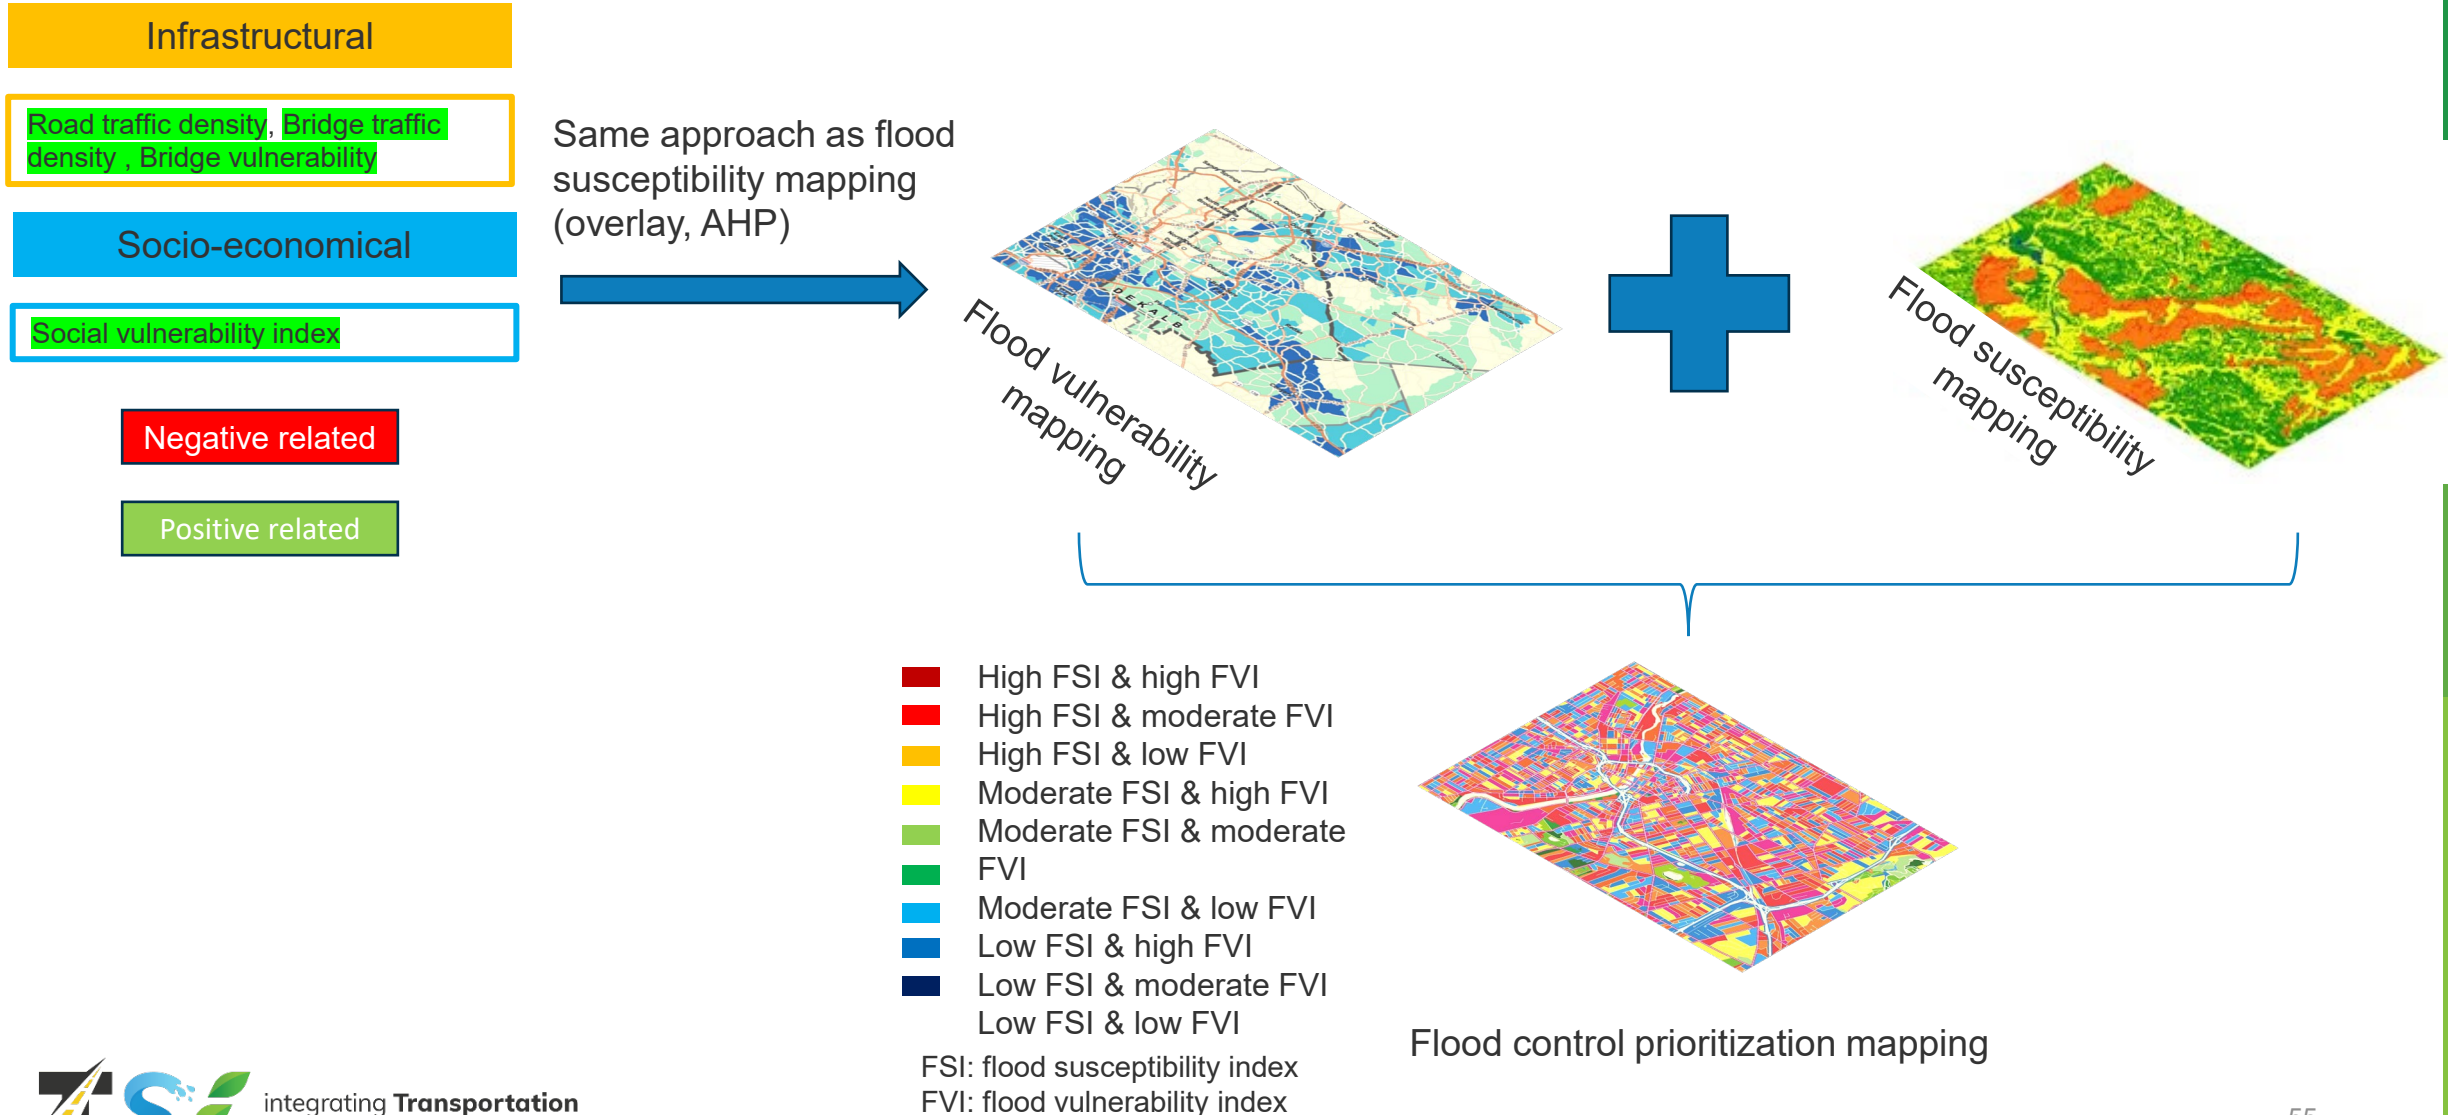 Infrastructural
Road traffic density, Bridge traffic
density , Bridge vulnerability
Socio-economical
Social vulnerability index
Negative related
Positive related
Same approach as flood
susceptibility mapping
(overlay, AHP)
DEKALB
Flood vulnerability
mapping
Flood susceptibility
mapping
High FSI & high FVI
High FSI & moderate FVI
High FSI & low FVI
Moderate FSI & high FVI
Moderate FSI & moderate
FVI
Moderate FSI & low FVI
Low FSI & high FVI
Low FSI & moderate FVI
Low FSI & low FVI
FSI: flood susceptibility index
FVI: flood vulnerability index
Flood control prioritization mapping
integrating Transportation
55